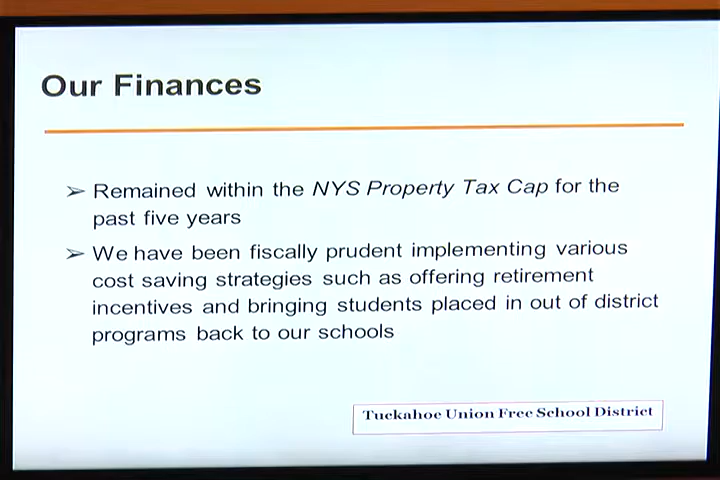 Our Finances
➢ Remained within the NYS Property Tax Cap for the
past five years
➢ We have been fiscally prudent implementing various
cost saving strategies such as offering retirement
incentives and bringing students placed in out of district
programs back to our schools
Tuckahoe Union Free School District